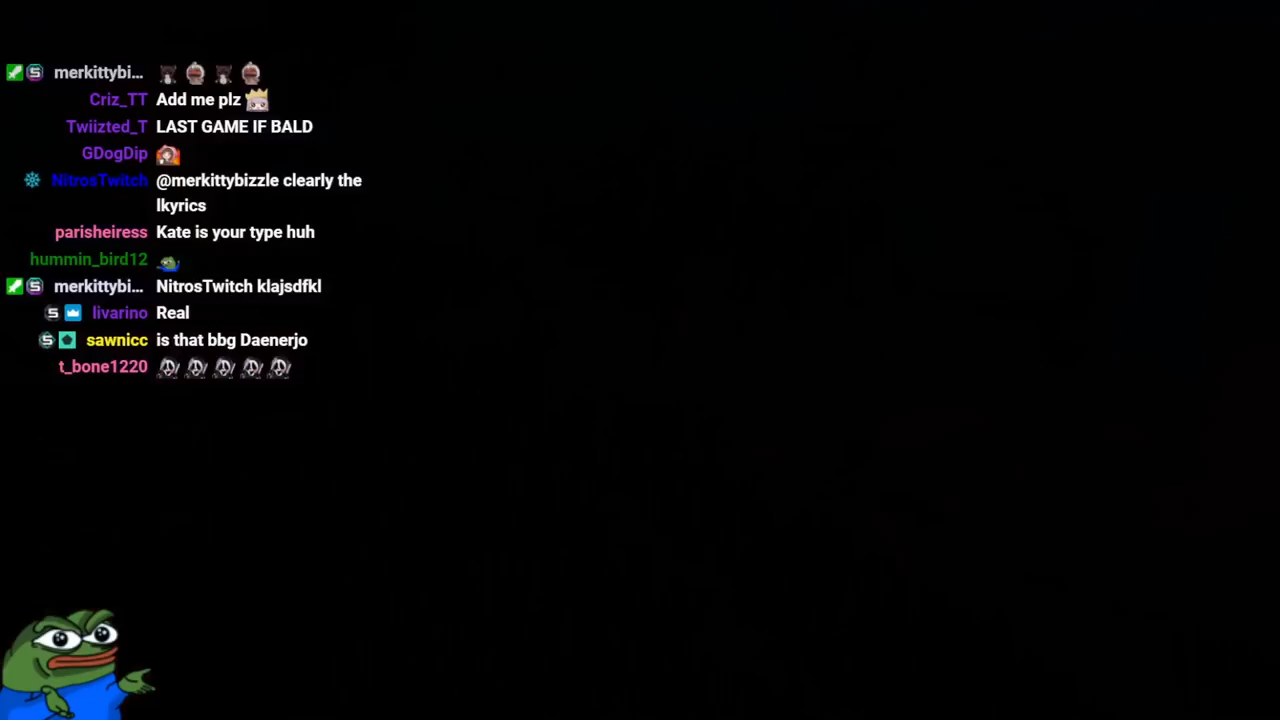 merkittybi...
Criz_TT Add me plz
Twiizted_T LAST GAME IF BALD
GDogDip
NitrosTwitch @merkittybizzle clearly the
lkyrics
parisheiress Kate is your type huh
hummin_bird12
merkittybi... NitrosTwitch klajsdfkl
livarino Real
sawnicc is that bbg Daenerjo
t_bone1220